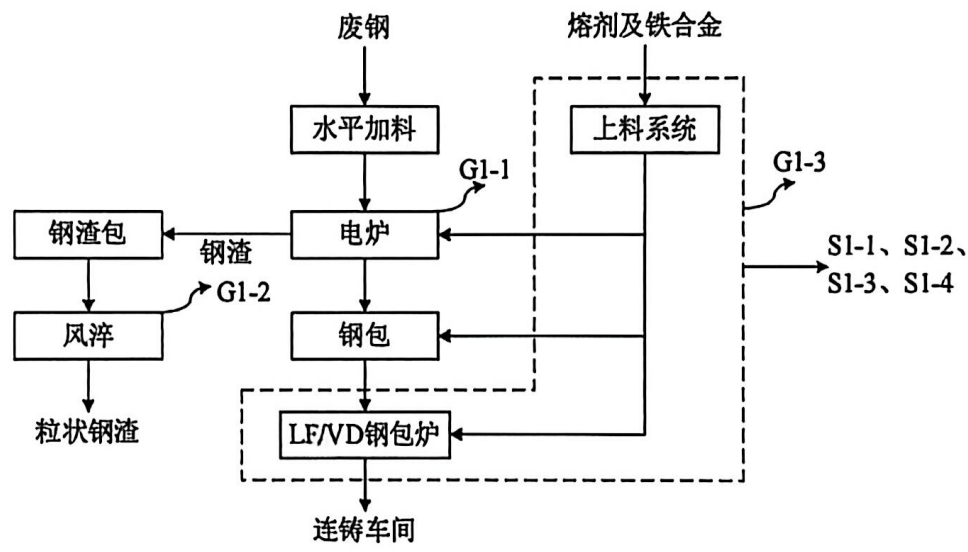 废钢
熔剂及铁合金
水平加料
上料系统
G1-1
G1-3
钢渣包
钢渣
电炉
S1-1、S1-2、
S1-3、S1-4
G1-2
风淬
钢包
粒状钢渣
LF/VD钢包炉
连铸车间